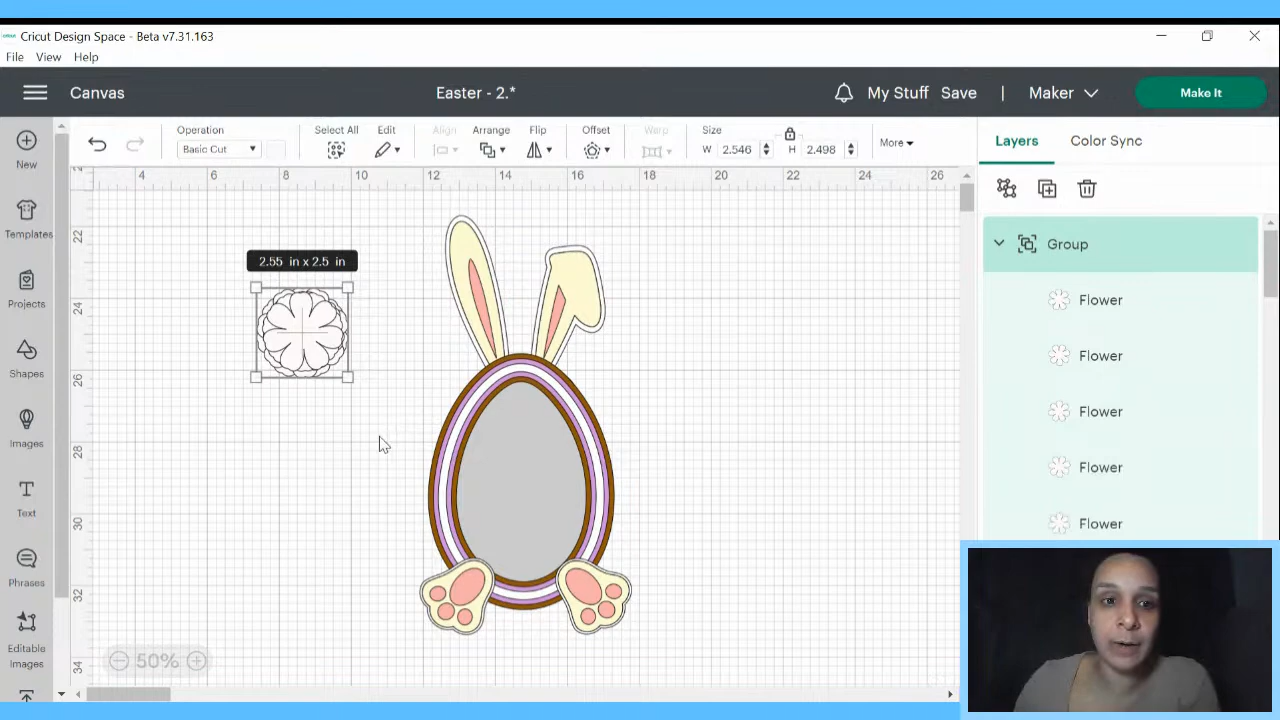 cricut Cricut Design Space - Beta v7.31.163
File View Help
Canvas Easter - 2.* My Stuff Save | Maker Make It
Operation Select All Edit Align Arrange Flip Offset Warp Size
Basic Cut W 2.546 H 2.498 More
Layers Color Sync
New
Templates
Projects
Shapes
Images
Text
Phrases
Editable
Images
4 6 8 10 12 14 16 18 20 22 24 26
22
24
26
28
30
32
34
2.55 in x 2.5 in
50%
Group
Flower
Flower
Flower
Flower
Flower